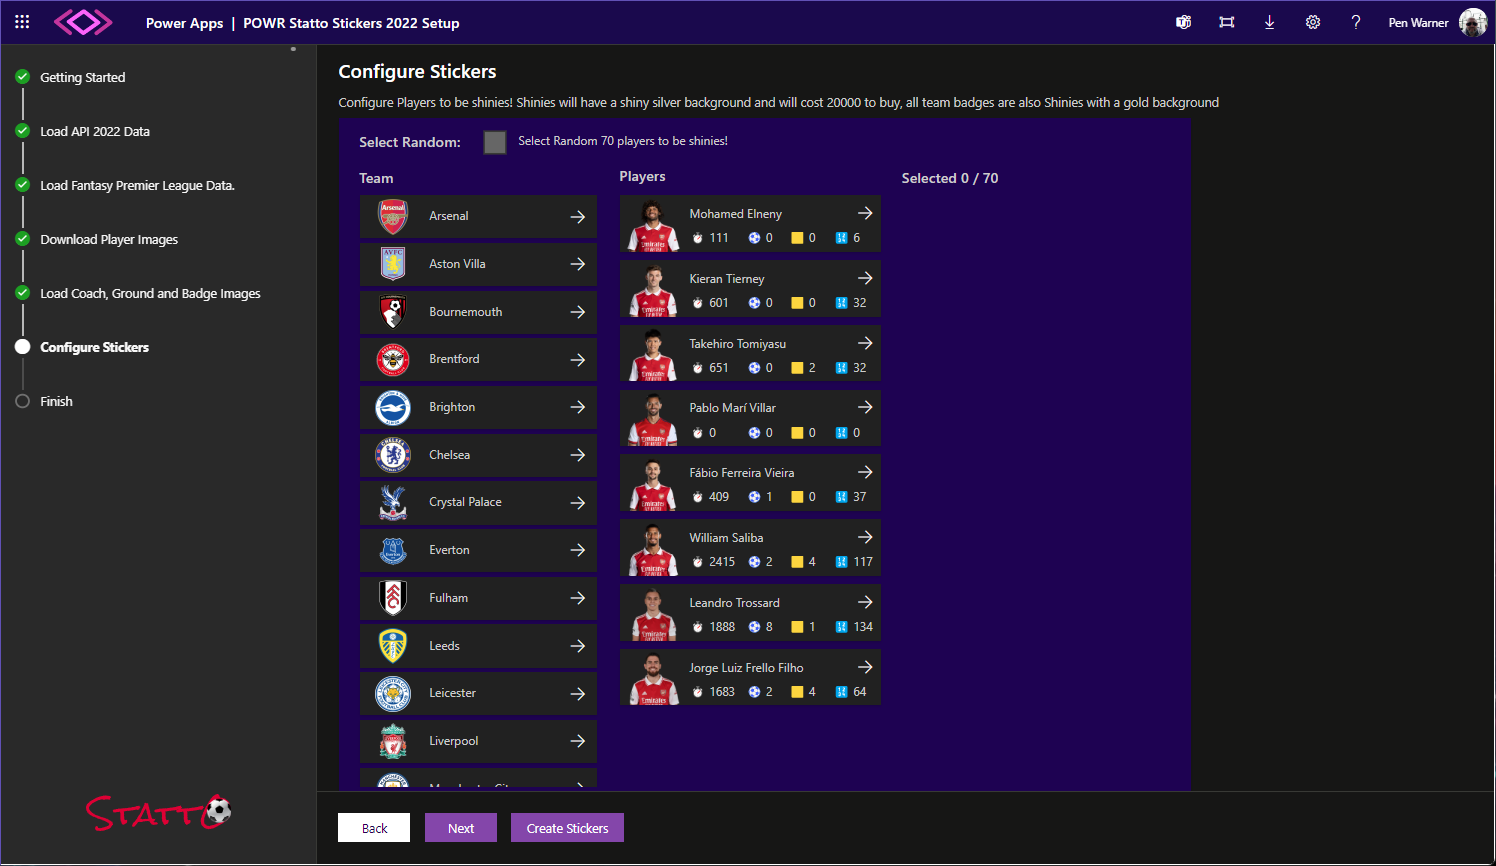 Power Apps | POWR Statto Stickers 2022 Setup
Pen Warner
Getting Started
Load API 2022 Data
Load Fantasy Premier League Data.
Download Player Images
Load Coach, Ground and Badge Images
Configure Stickers
Finish
STATTO
Configure Stickers
Configure Players to be shinies! Shinies will have a shiny silver background and will cost 20000 to buy, all team badges are also Shinies with a gold background
Select Random:
Select Random 70 players to be shinies!
Team
Arsenal
Arsenal
AVFC
Aston Villa
Bournemouth
Brentford
Brighton
CHELSEA
Chelsea
Crystal Palace
Everton
Fulham
Leeds
Leicester
Liverpool
Players
Mohamed Elneny
111 0 0 6
Kieran Tierney
601 0 0 32
Takehiro Tomiyasu
651 0 2 32
Pablo Marí Villar
0 0 0 0
Fábio Ferreira Vieira
409 1 0 37
William Saliba
2415 2 4 117
Leandro Trossard
1888 8 1 134
Jorge Luiz Frello Filho
1683 2 4 64
Selected 0 / 70
Back
Next
Create Stickers